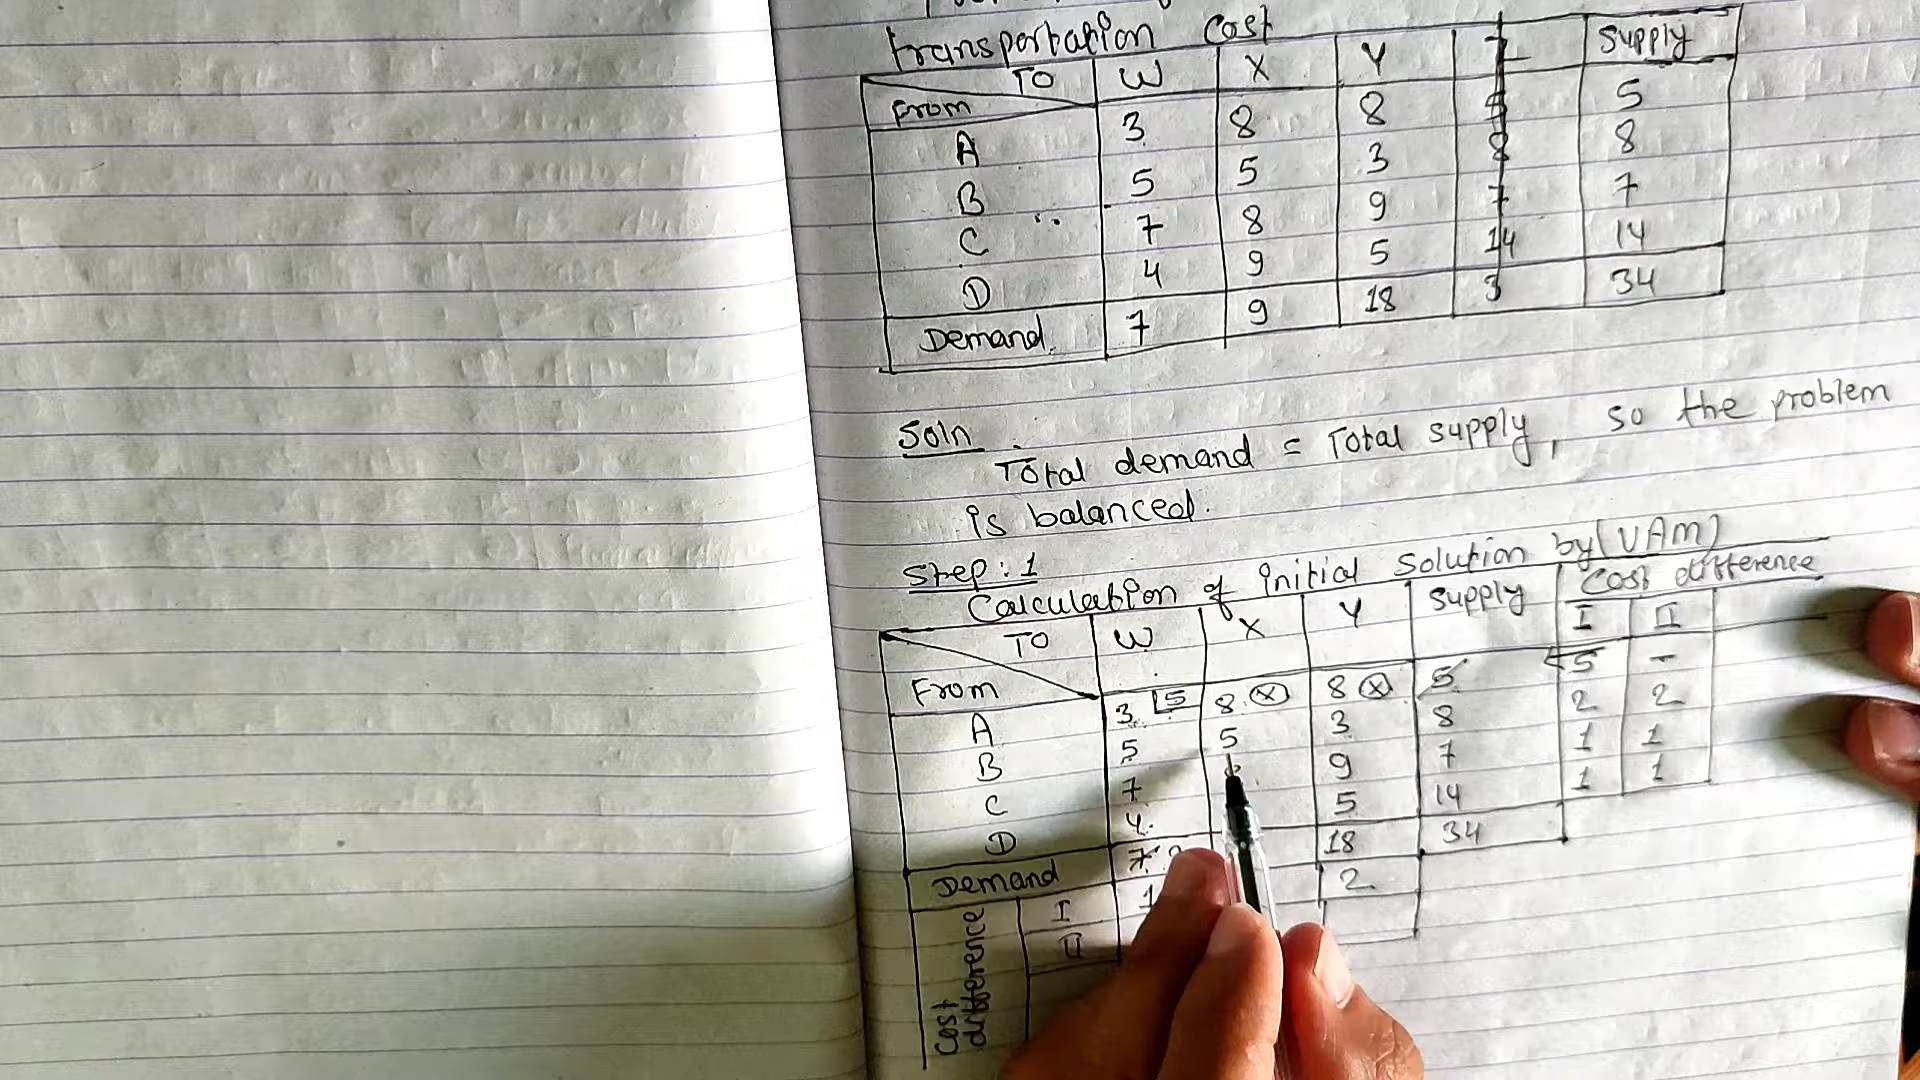 transportation cost
TO W X Y Z Supply
From
A 3 8 8 5
B 5 5 3 8 8
C 7 8 9 7 7
D 4 9 5 14 14
Demand 7 9 18 3 34
Soln
Total demand = Total supply, so the problem
is balanced.
Step: 1
Calculation of initial solution by (VAM)
TO W X Y Supply Cost difference
From I II
A 3 5 8 X 8 X 5 5 -
B 5 5 3 8 2 2
C 7 9 7 1 1
D 4 5 14 1 1
Demand 7 18 34
Cost difference I 1 2
II